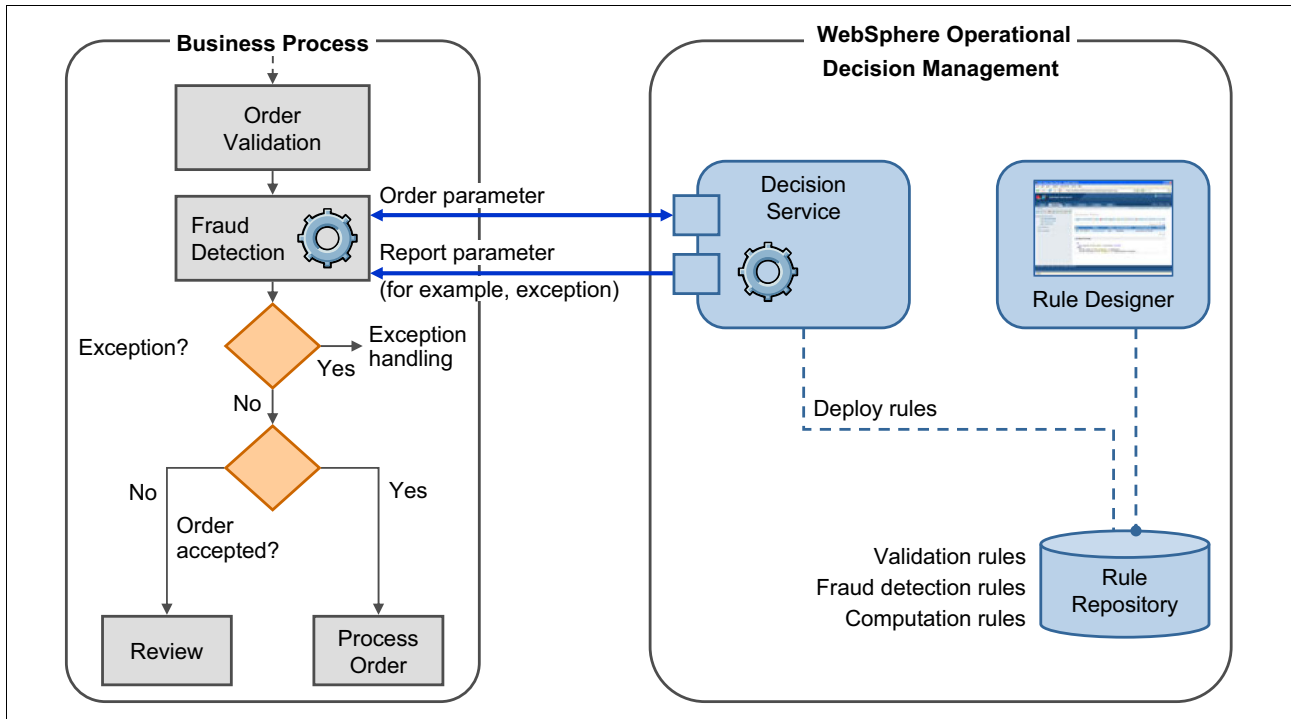 Business Process
Order
Validation
Fraud
Detection
Order parameter
Report parameter
(for example, exception)
Exception?
Yes
Exception
handling
No
No
Yes
Order
accepted?
Review
Process
Order
WebSphere Operational
Decision Management
Decision
Service
Rule Designer
Deploy rules
Validation rules
Fraud detection rules
Computation rules
Rule
Repository